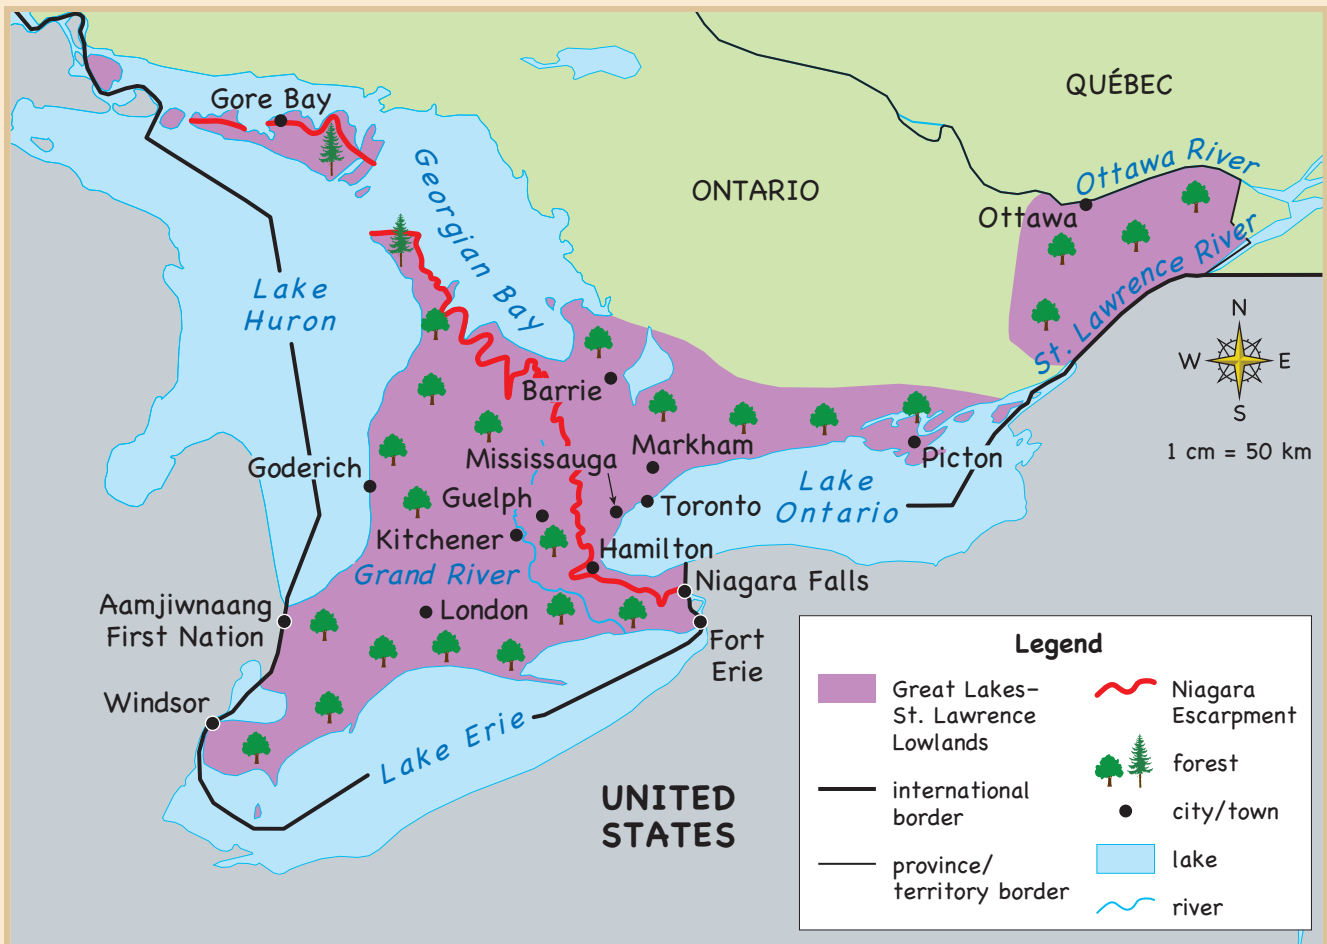 QUÉBEC
Gore Bay
Ottawa River
Georgian Bay
ONTARIO
Ottawa
St. Lawrence River
Lake
Huron
N
W
E
S
1 cm = 50 km
Barrie
Markham
Mississauga
Picton
Goderich
Lake
Ontario
Guelph
Toronto
Kitchener
Hamilton
Grand River
Niagara Falls
Aamjiwnaang
First Nation
London
Fort
Erie
Windsor
Lake Erie
UNITED
STATES
Legend
Great Lakes–
St. Lawrence
Lowlands
international
border
province/
territory border
Niagara
Escarpment
forest
city/town
lake
river